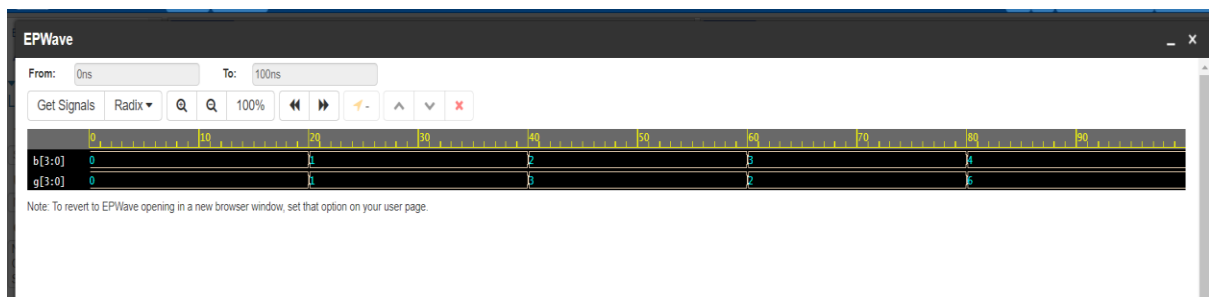 EPWave
From: 0ns To: 100ns
Get Signals Radix 100%
0 10 20 30 40 50 60 70 80 90
b[3:0] 0 1 2 3 4
g[3:0] 0 1 3 2 6
Note: To revert to EPWave opening in a new browser window, set that option on your user page.